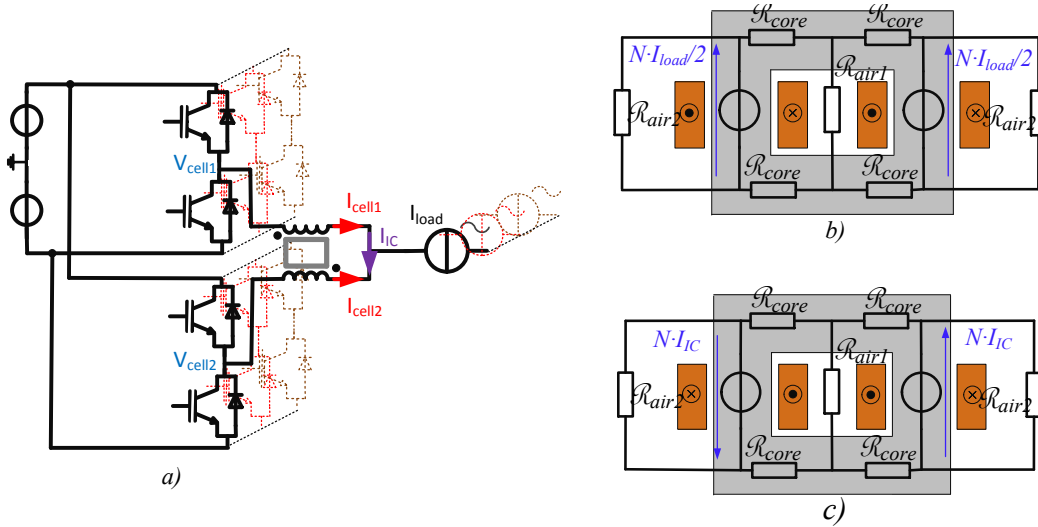 V_cell1
I_cell1
I_load
I_IC
I_cell2
V_cell2
a)
ℛ_core ℛ_core
N·I_load/2 N·I_load/2
ℛ_air1
ℛ_air2 ℛ_air2
ℛ_core ℛ_core
b)
ℛ_core ℛ_core
N·I_IC N·I_IC
ℛ_air1
ℛ_air2 ℛ_air2
ℛ_core ℛ_core
c)